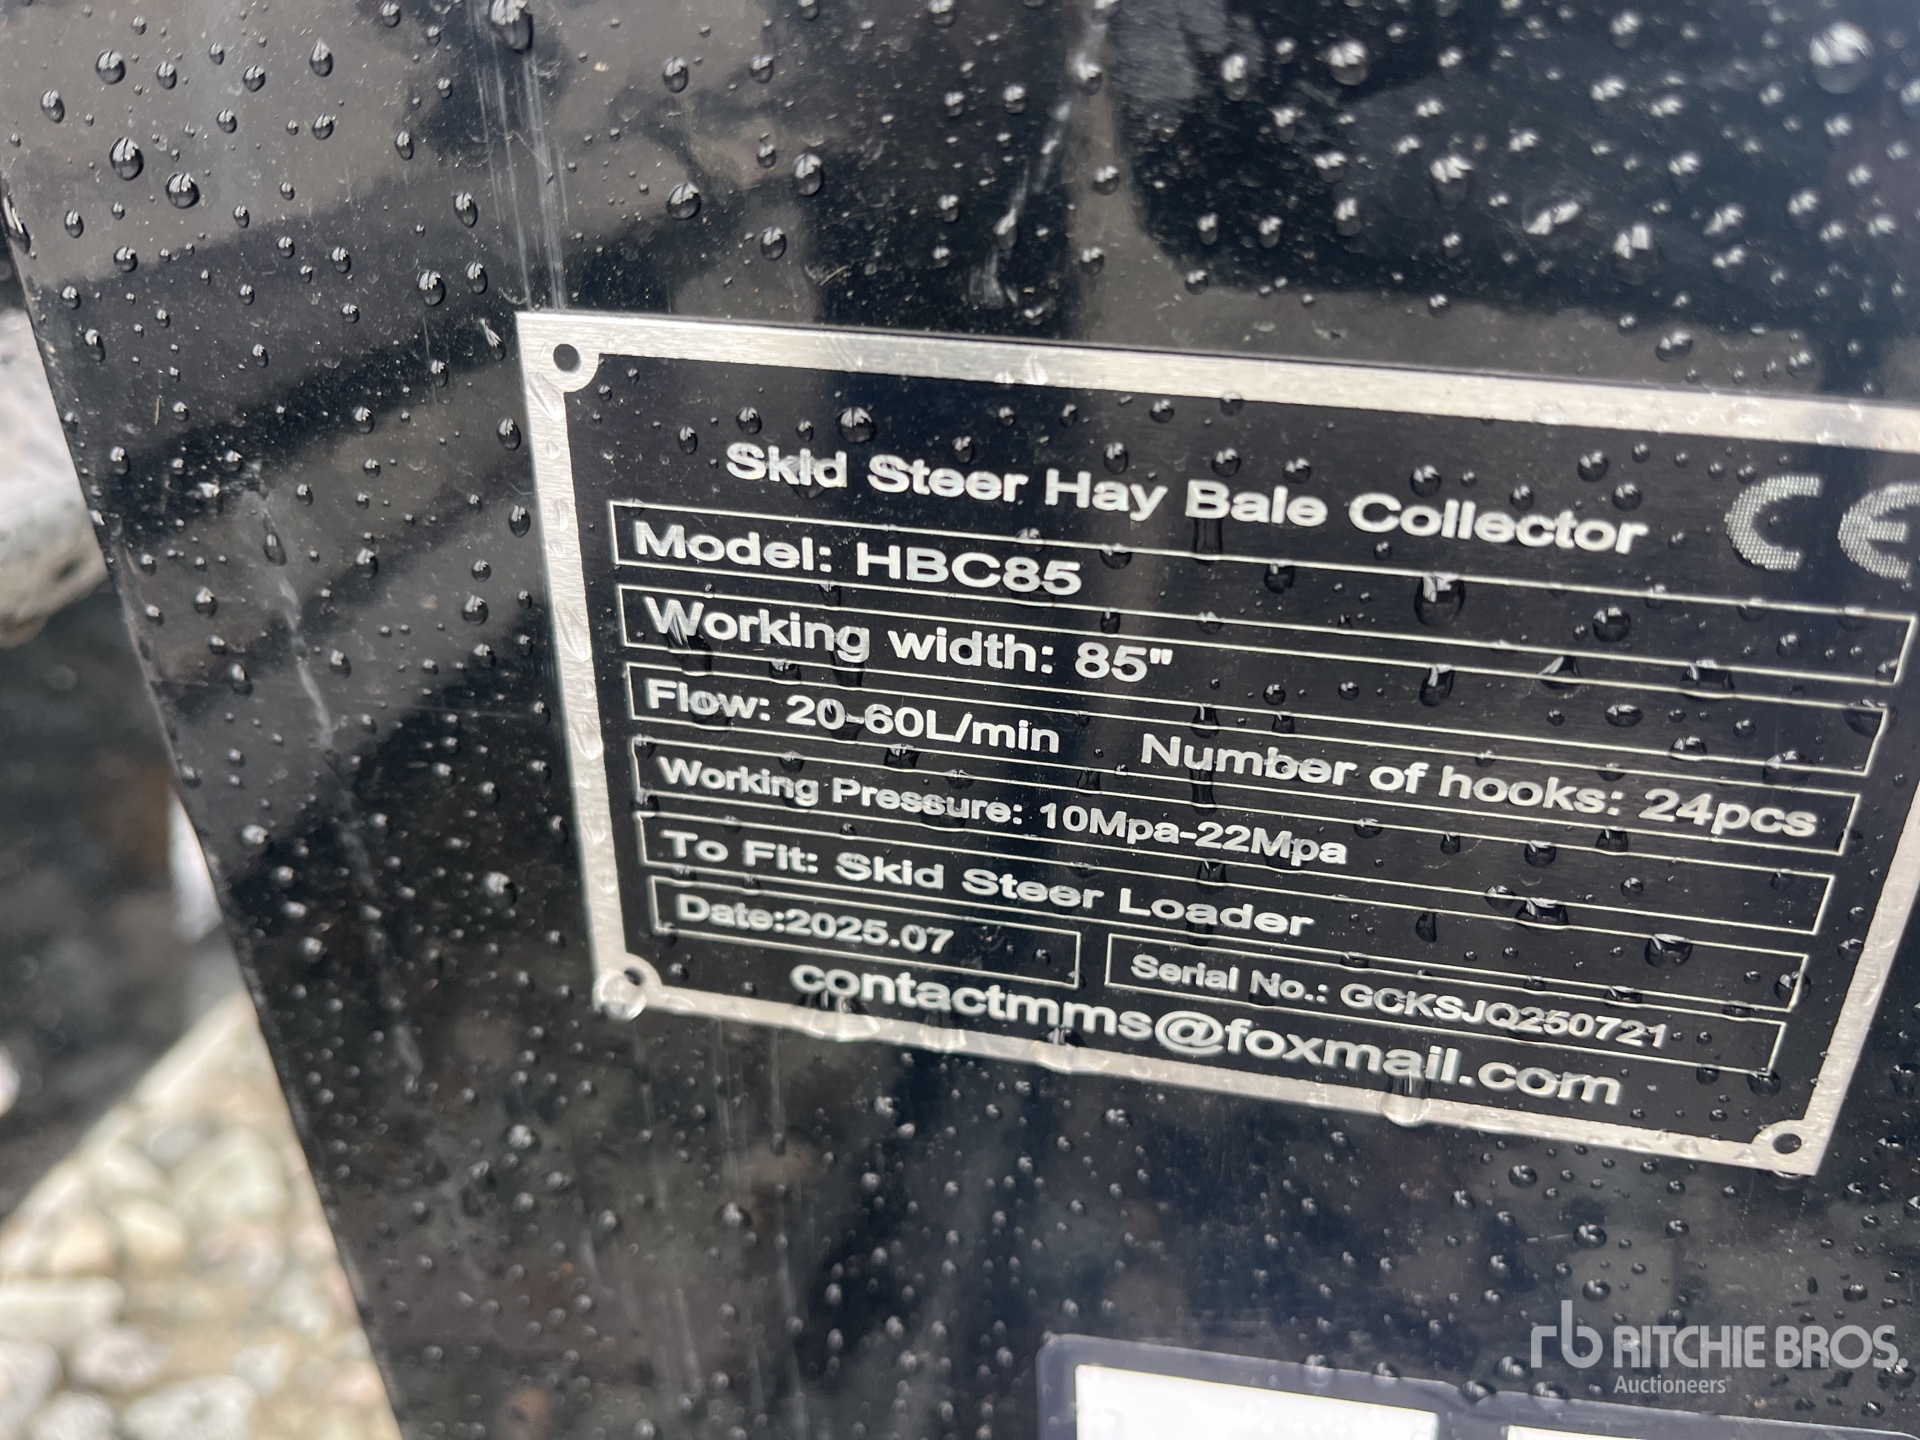 Skid Steer Hay Bale Collector CE
Model: HBC85
Working width: 85"
Flow: 20-60L/min Number of hooks: 24pcs
Working Pressure: 10Mpa-22Mpa
To Fit: Skid Steer Loader
Date:2025.07 Serial No.: GCKSJQ250721
contactmms@foxmail.com
rb RITCHIE BROS.
Auctioneers